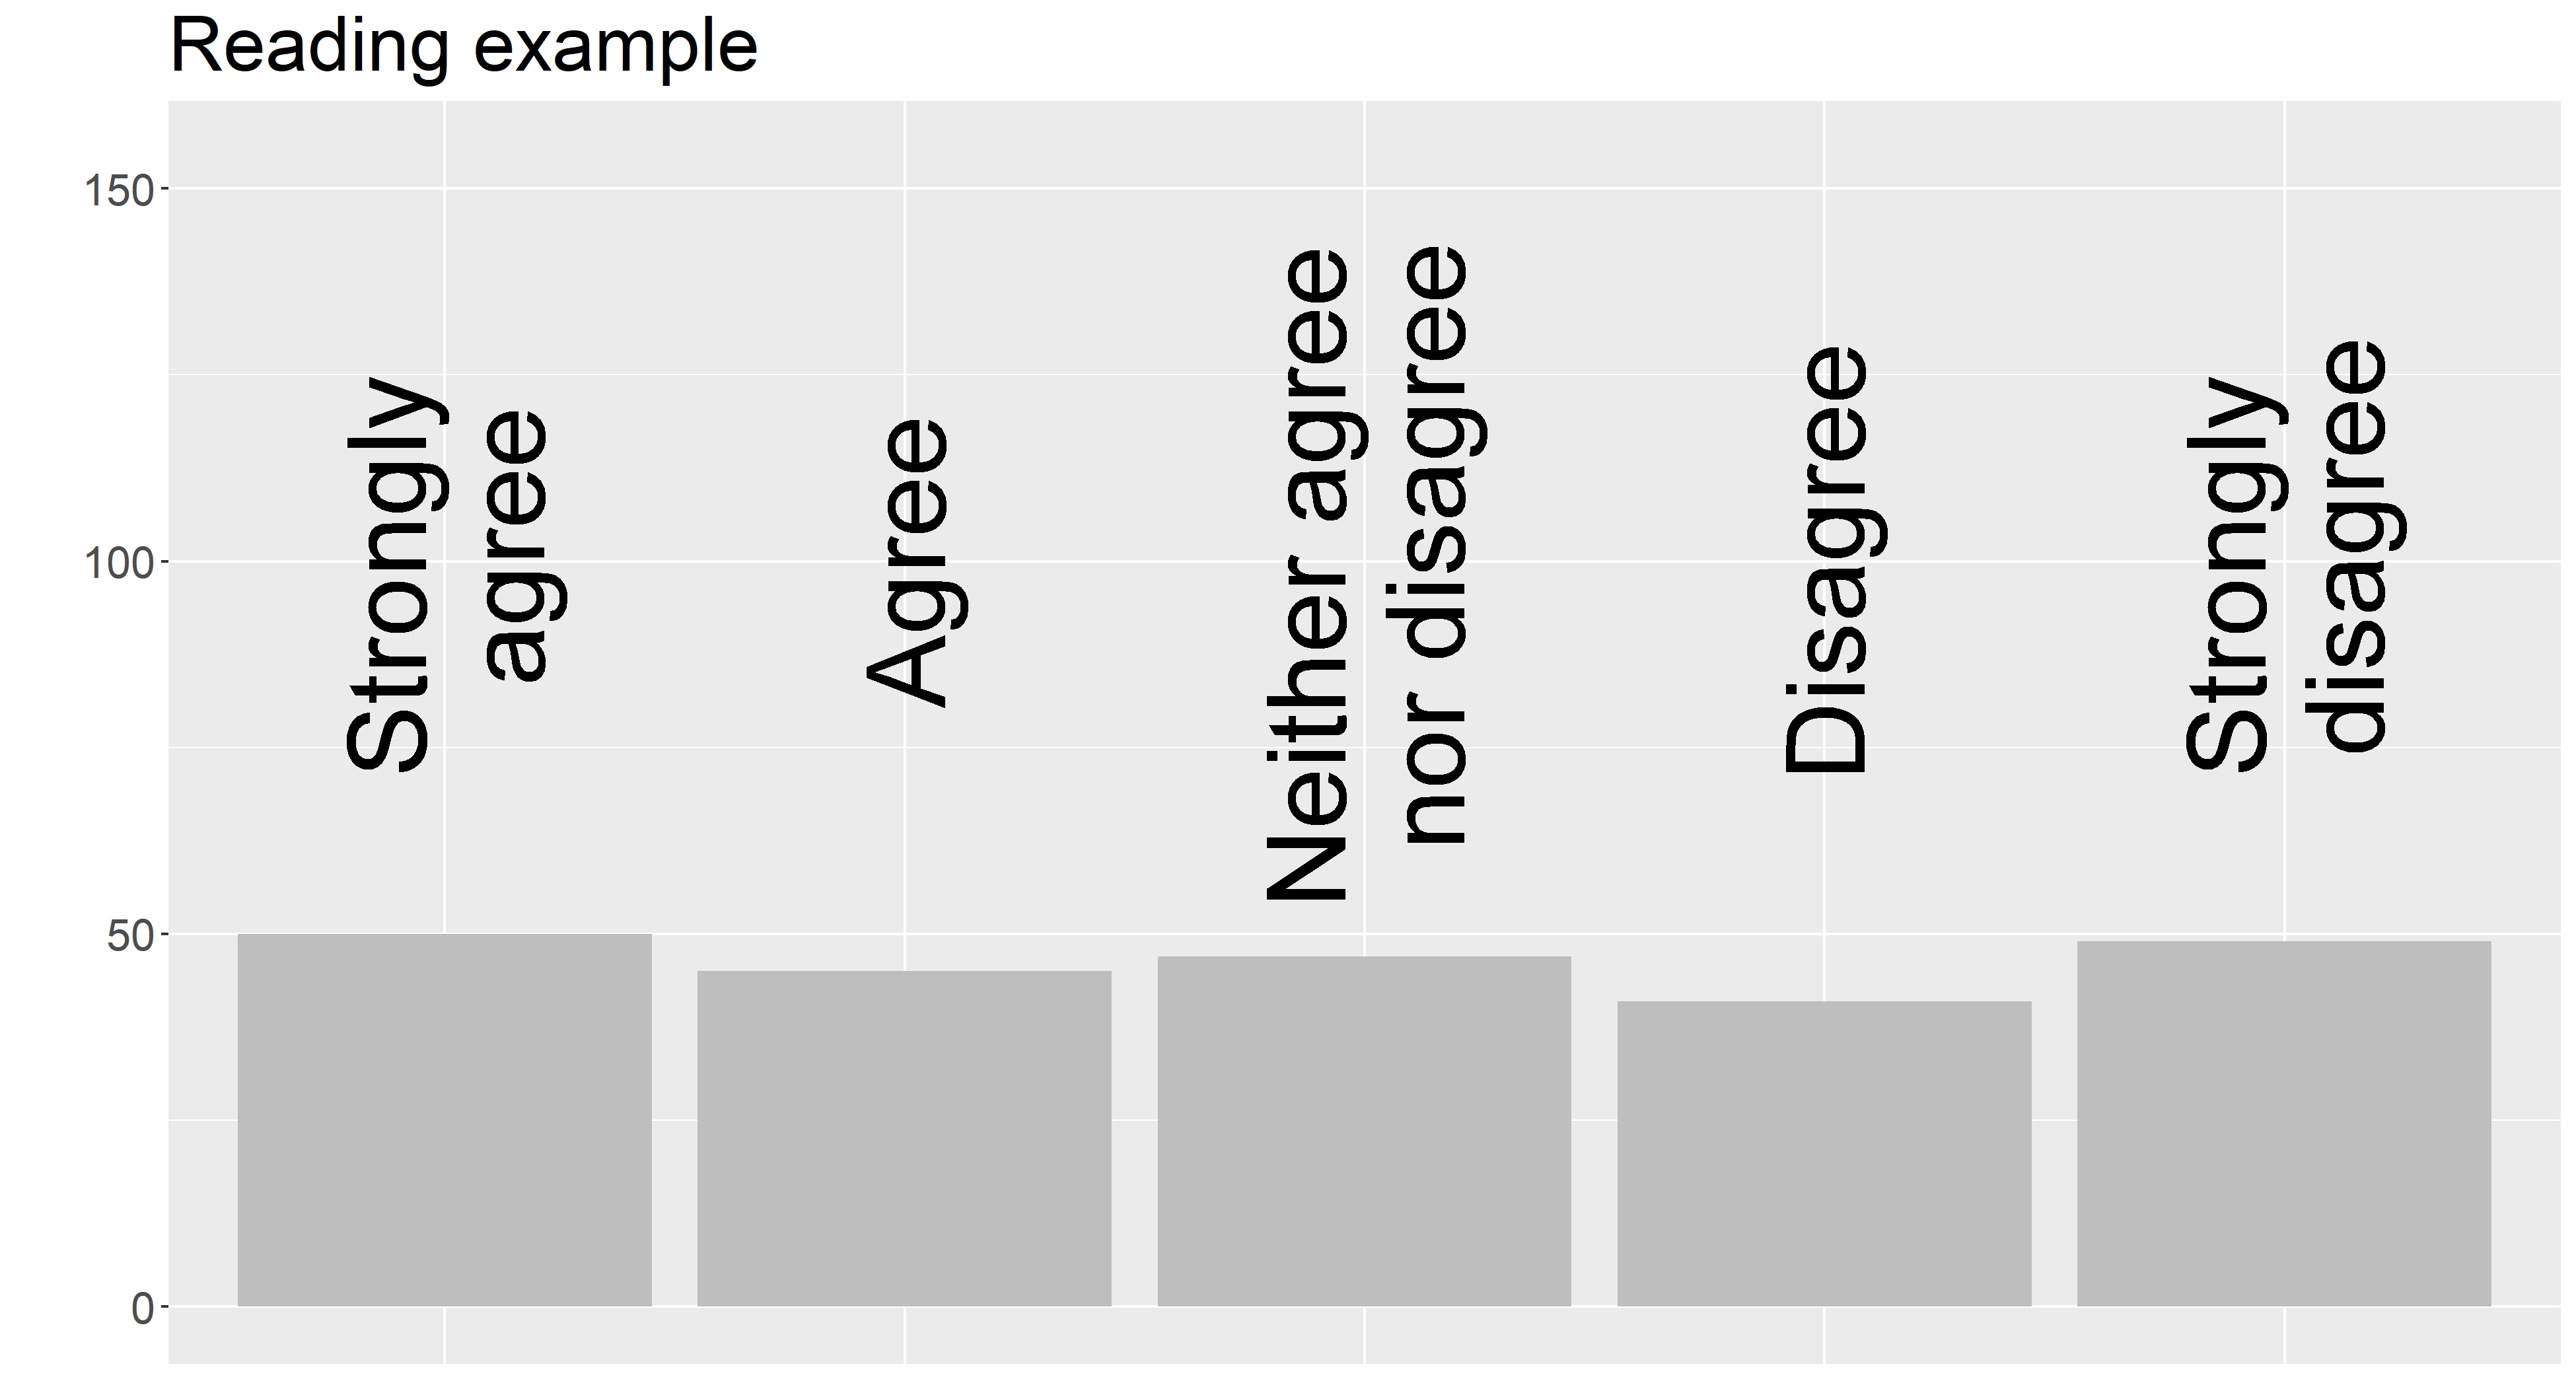 Reading example
150
100
50
0
Strongly
agree
Agree
Neither agree
nor disagree
Disagree
Strongly
disagree